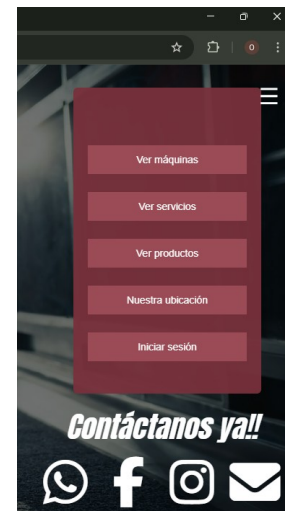 O
Ver máquinas
Ver servicios
Ver productos
Nuestra ubicación
Iniciar sesión
Contáctanos ya!!